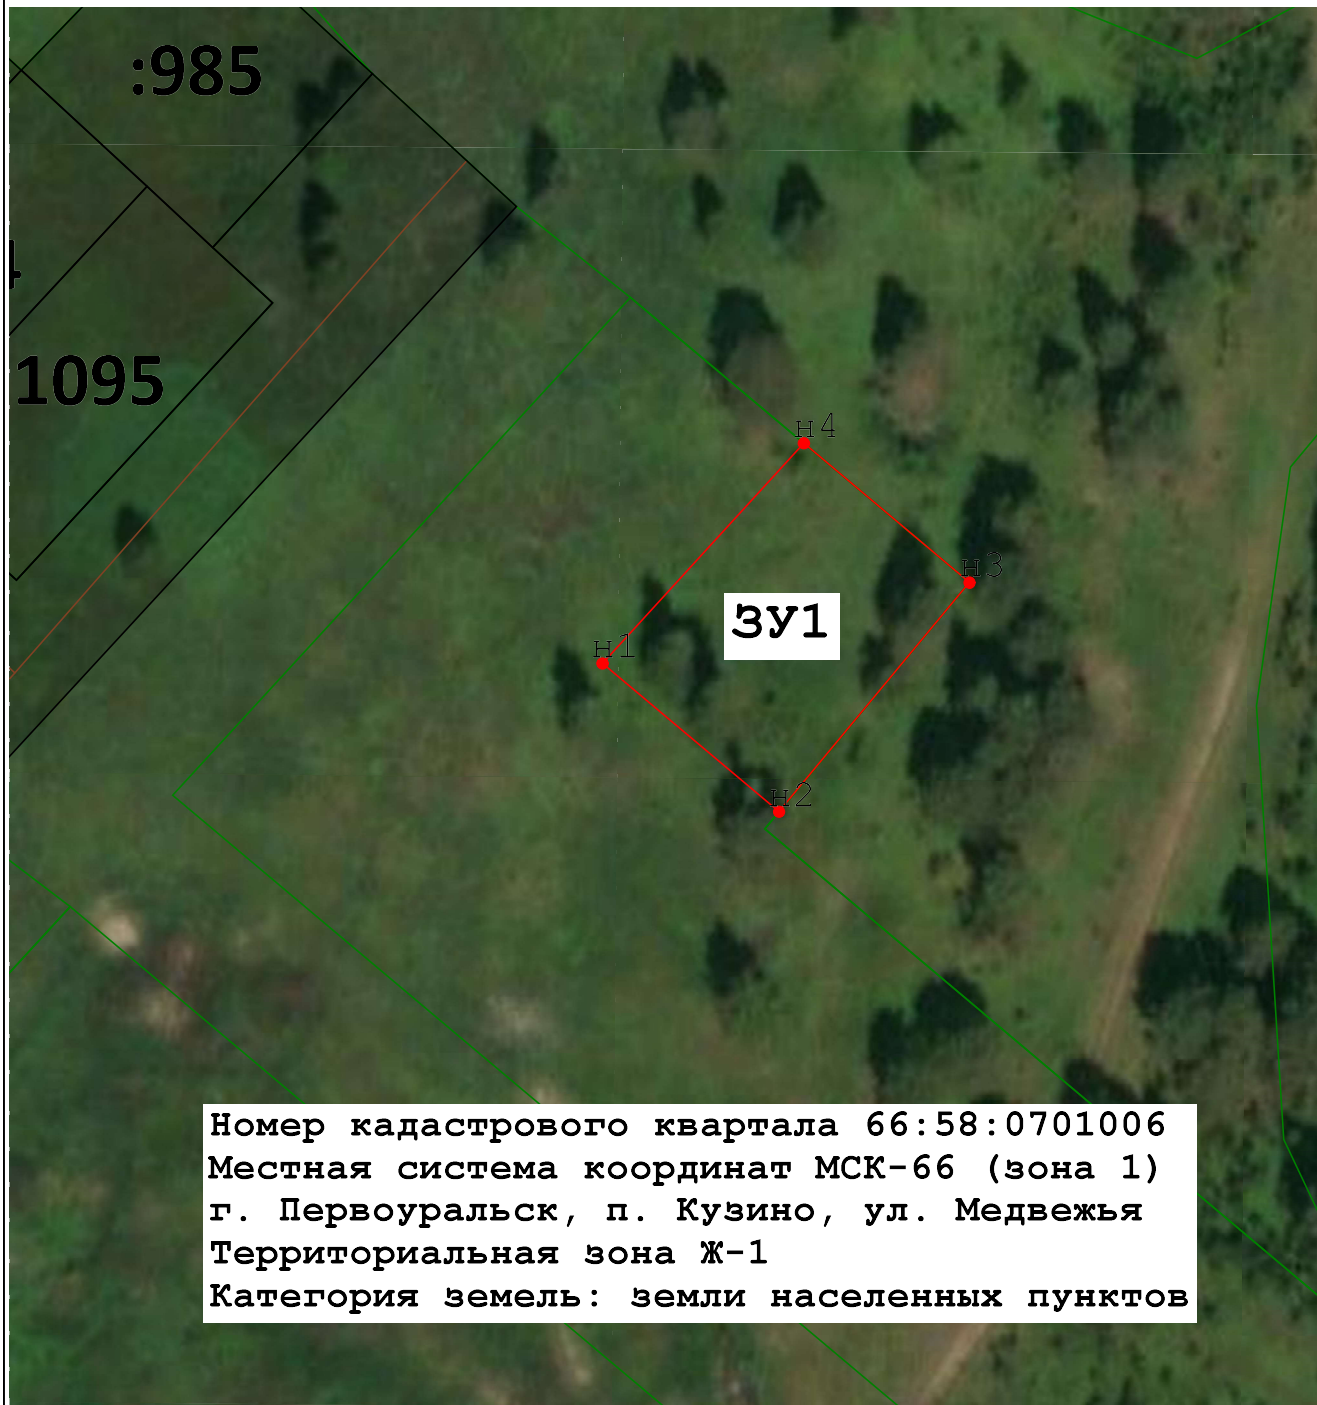 :985
1095
н4
н3
ЗУ1
н1
н2
Номер кадастрового квартала 66:58:0701006
Местная система координат МСК-66 (зона 1)
г. Первоуральск, п. Кузино, ул. Медвежья
Территориальная зона Ж-1
Категория земель: земли населенных пунктов